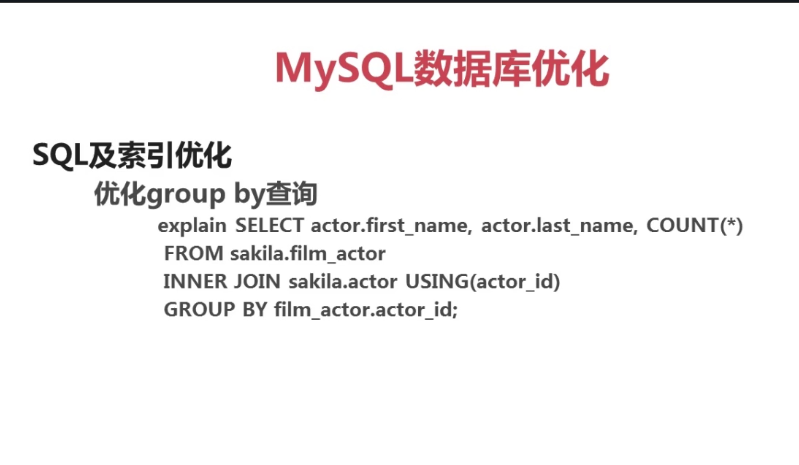 MySQL数据库优化
SQL及索引优化
优化group by查询
explain SELECT actor.first_name, actor.last_name, COUNT(*)
FROM sakila.film_actor
INNER JOIN sakila.actor USING(actor_id)
GROUP BY film_actor.actor_id;